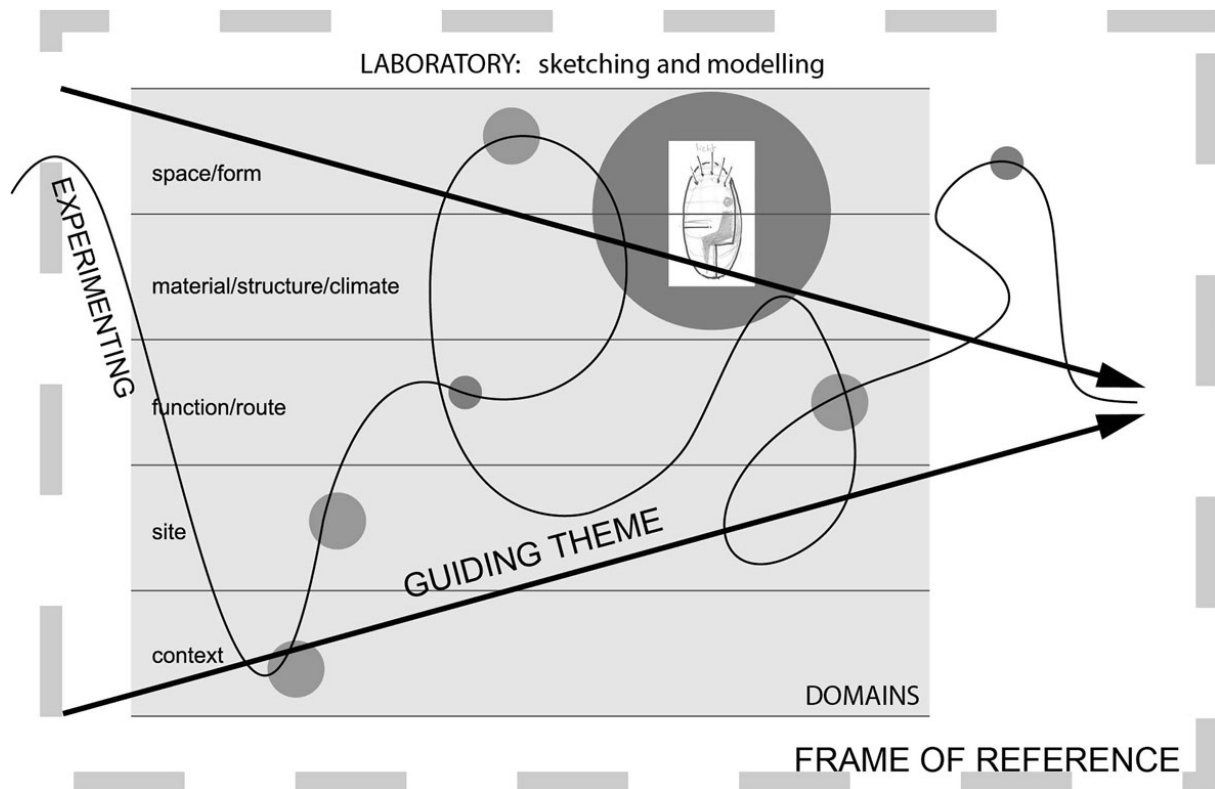 LABORATORY: sketching and modelling
space/form
licht
EXPERIMENTING
material/structure/climate
function/route
site
GUIDING THEME
context
DOMAINS
FRAME OF REFERENCE